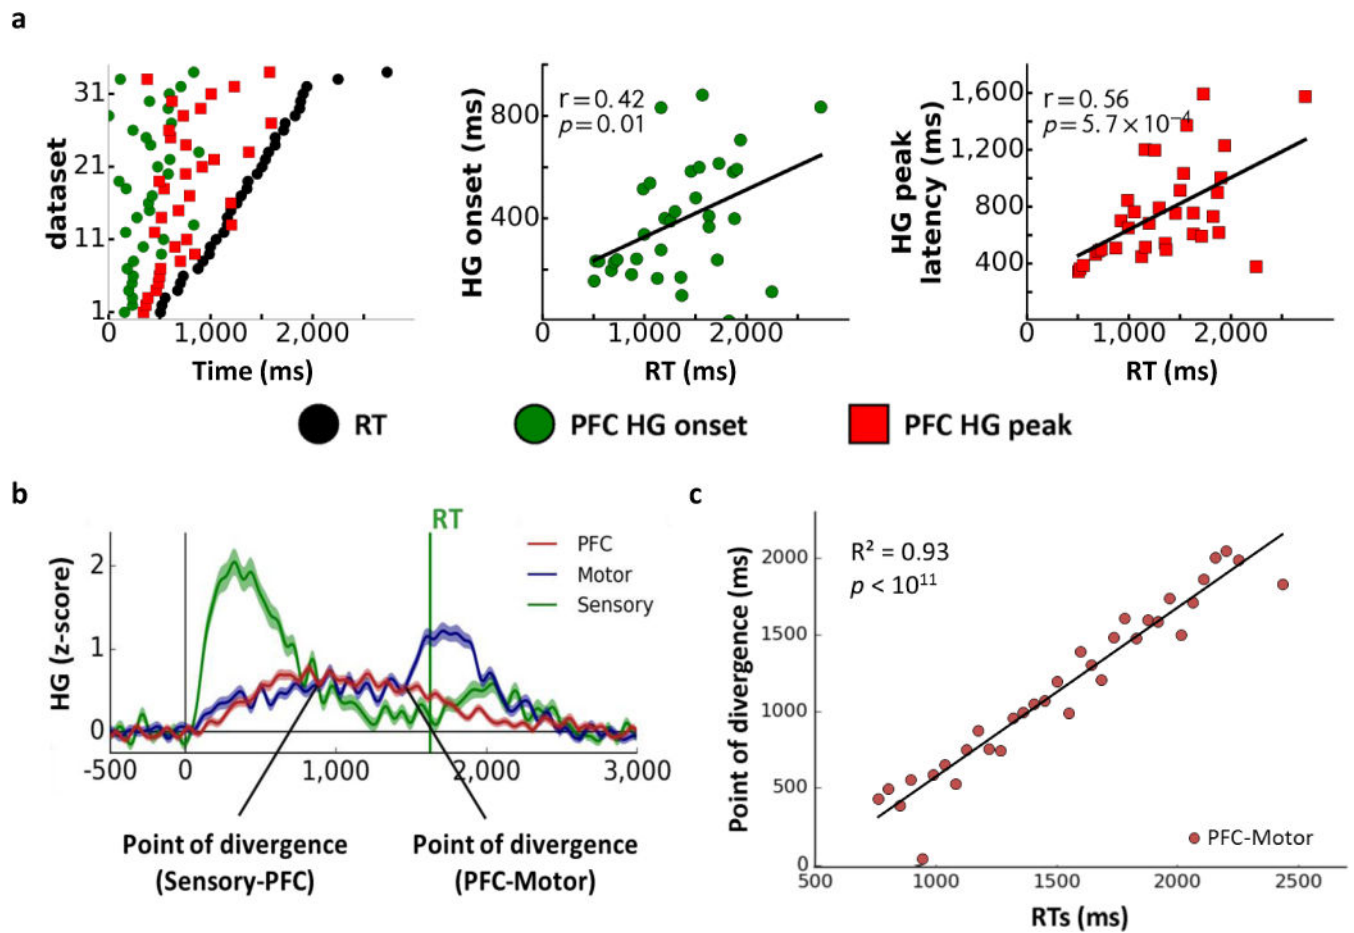 a
dataset
31
21
11
1
0
1,000
2,000
Time (ms)
HG onset (ms)
800
400
r = 0.42
p = 0.01
0
1,000
2,000
RT (ms)
HG peak
latency (ms)
1,600
1,200
800
400
r = 0.56
p = 5.7 × 10⁻⁴
0
1,000
2,000
RT (ms)
RT
PFC HG onset
PFC HG peak
b
HG (z-score)
2
1
0
RT
PFC
Motor
Sensory
-500
0
1,000
2,000
3,000
Point of divergence
(Sensory-PFC)
Point of divergence
(PFC-Motor)
c
Point of divergence (ms)
2000
1500
1000
500
0
R² = 0.93
p < 10¹¹
PFC-Motor
500
1000
1500
2000
2500
RTs (ms)